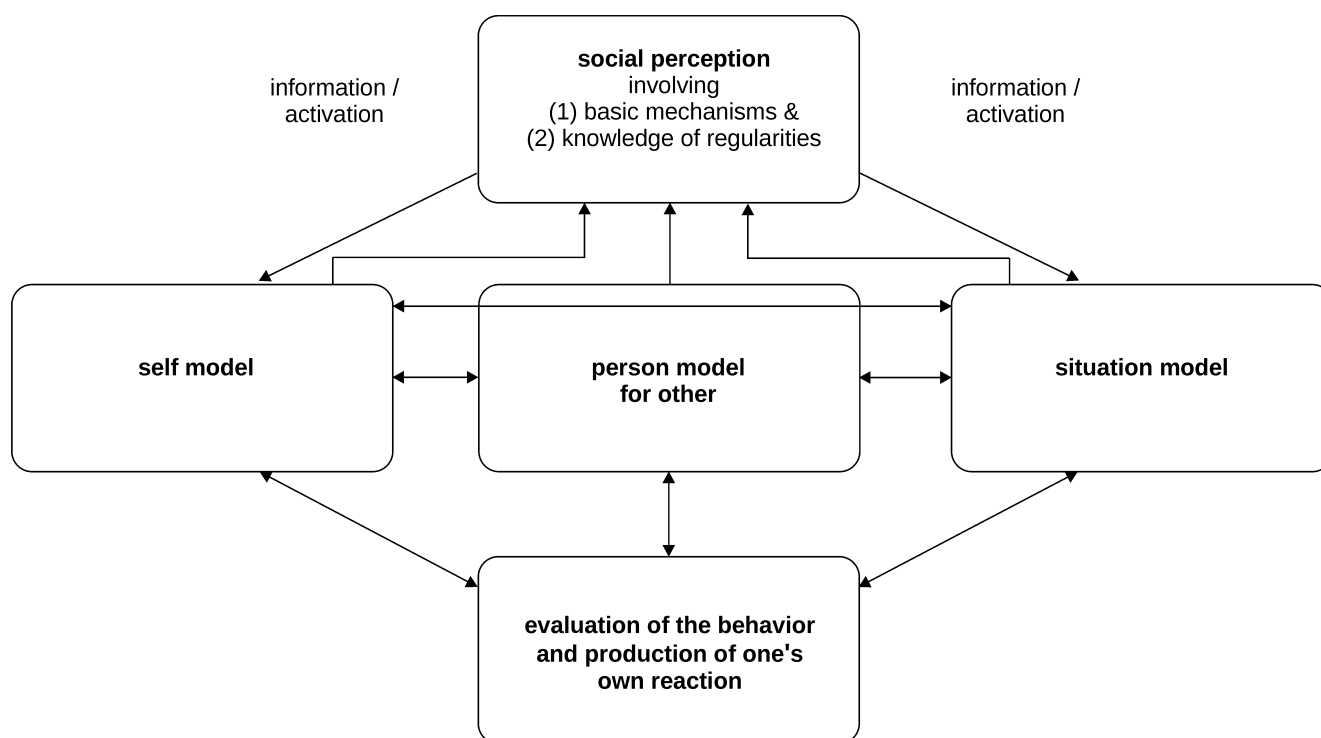 social perception
involving
(1) basic mechanisms &
(2) knowledge of regularities
information /
activation
information /
activation
self model
person model
for other
situation model
evaluation of the behavior
and production of one's
own reaction